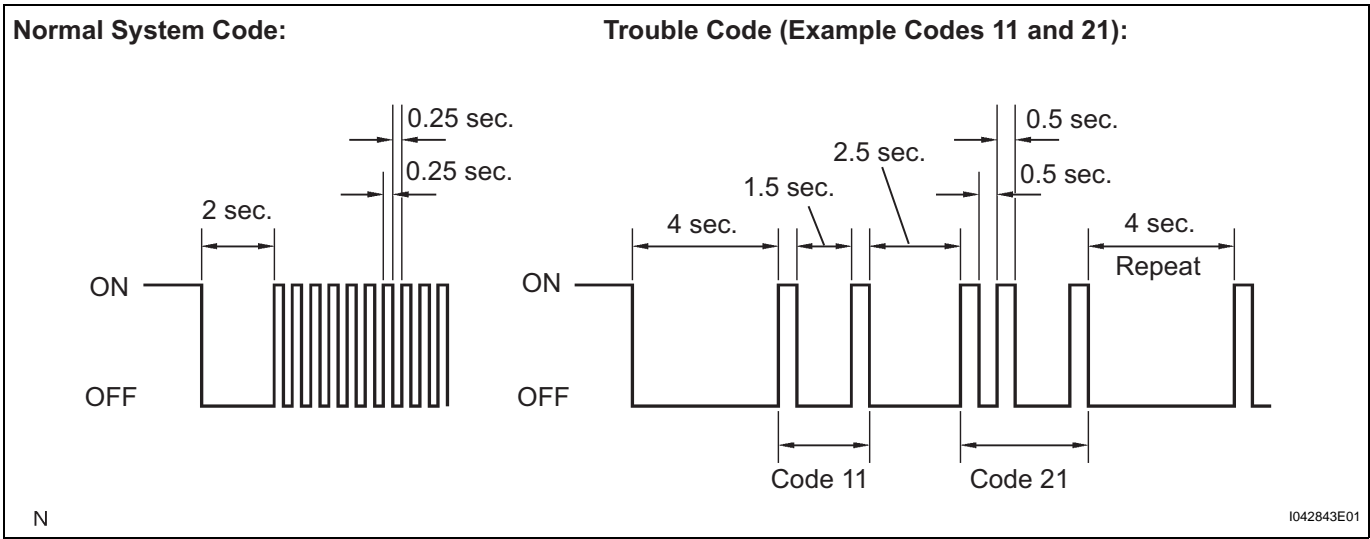 Normal System Code:
Trouble Code (Example Codes 11 and 21):
0.25 sec.
0.25 sec.
2 sec.
ON
OFF
0.5 sec.
2.5 sec.
0.5 sec.
1.5 sec.
4 sec.
4 sec.
Repeat
ON
OFF
Code 11
Code 21
N
I042843E01